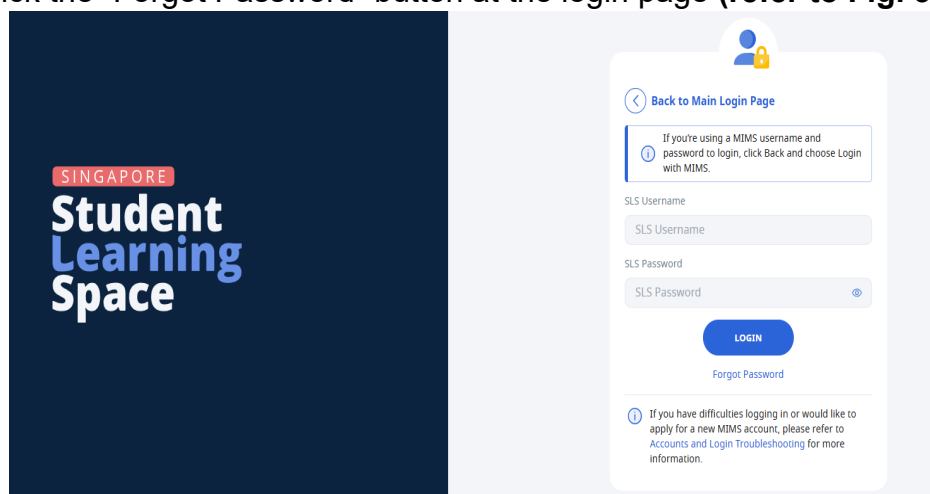 the "Forgot Password" button at the login page (refer to Fig.
SINGAPORE
Student
Learning
Space
Back to Main Login Page
If you're using a MIMS username and
password to login, click Back and choose Login
with MIMS.
SLS Username
SLS Username
SLS Password
SLS Password
LOGIN
Forgot Password
If you have difficulties logging in or would like to
apply for a new MIMS account, please refer to
Accounts and Login Troubleshooting for more
information.